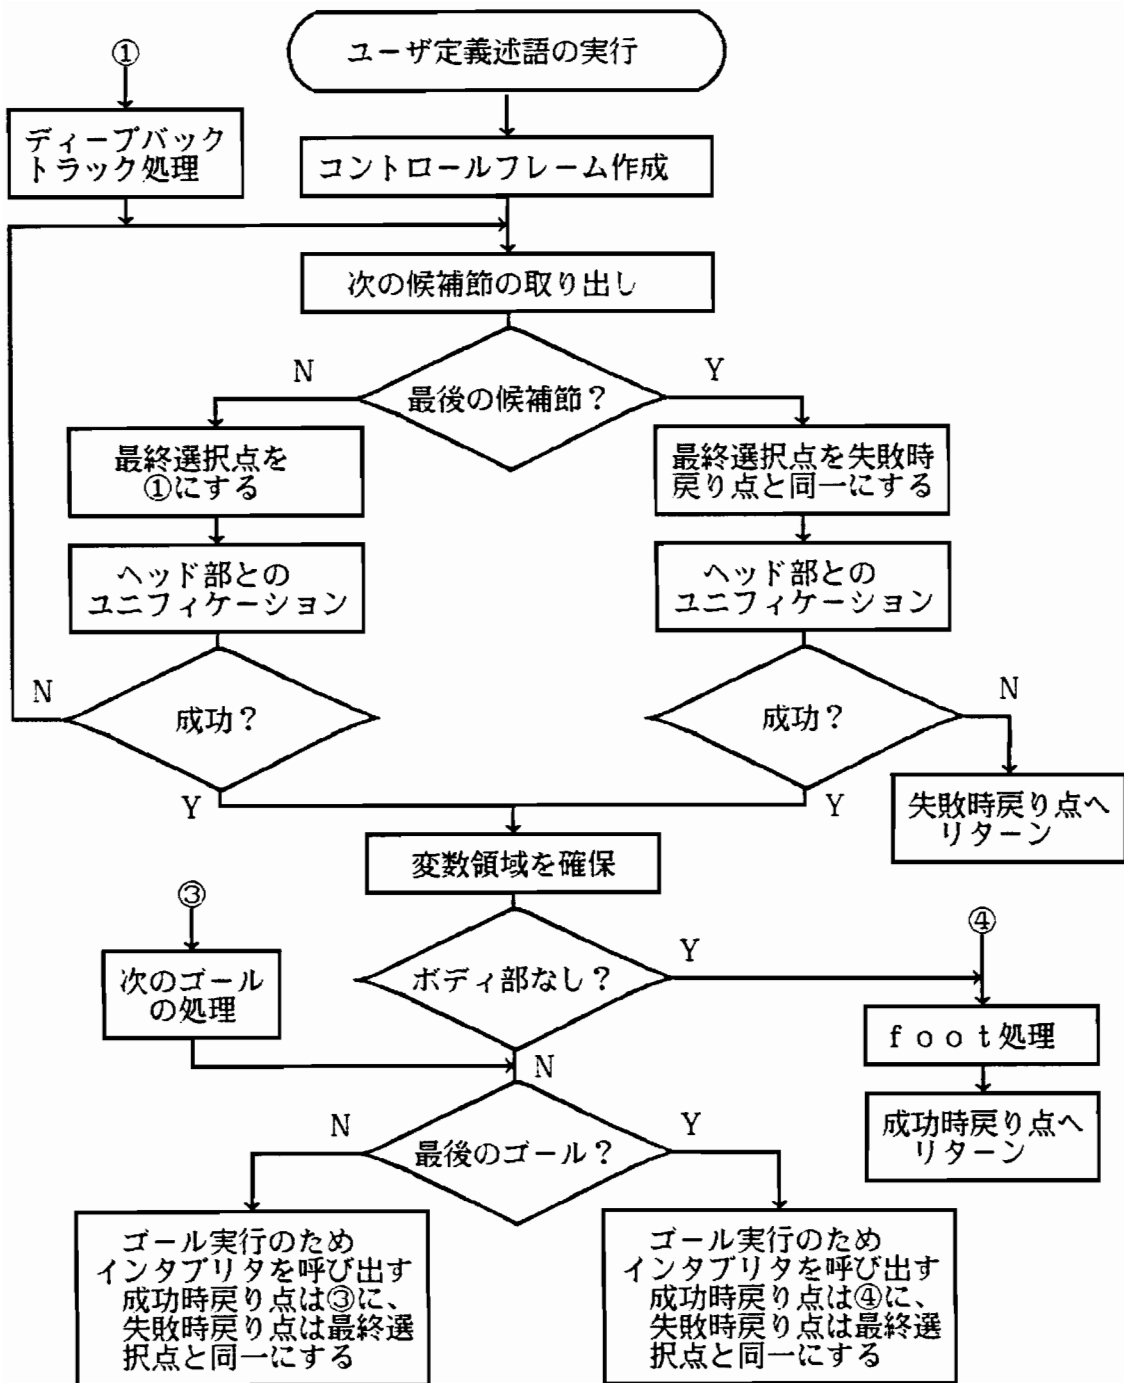 ①
ユーザ定義述語の実行
ディープバック
トラック処理
コントロールフレーム作成
次の候補節の取り出し
N
最後の候補節？
Y
最終選択点を
①にする
最終選択点を失敗時
戻り点と同一にする
ヘッド部との
ユニフィケーション
ヘッド部との
ユニフィケーション
N
成功？
成功？
N
Y
Y
失敗時戻り点へ
リターン
変数領域を確保
③
④
次のゴール
の処理
ボディ部なし？
Y
ｆｏｏｔ処理
N
成功時戻り点へ
リターン
N
最後のゴール？
Y
ゴール実行のため
インタプリタを呼び出す
成功時戻り点は③に、
失敗時戻り点は最終選
択点と同一にする
ゴール実行のため
インタプリタを呼び出す
成功時戻り点は④に、
失敗時戻り点は最終選
択点と同一にする